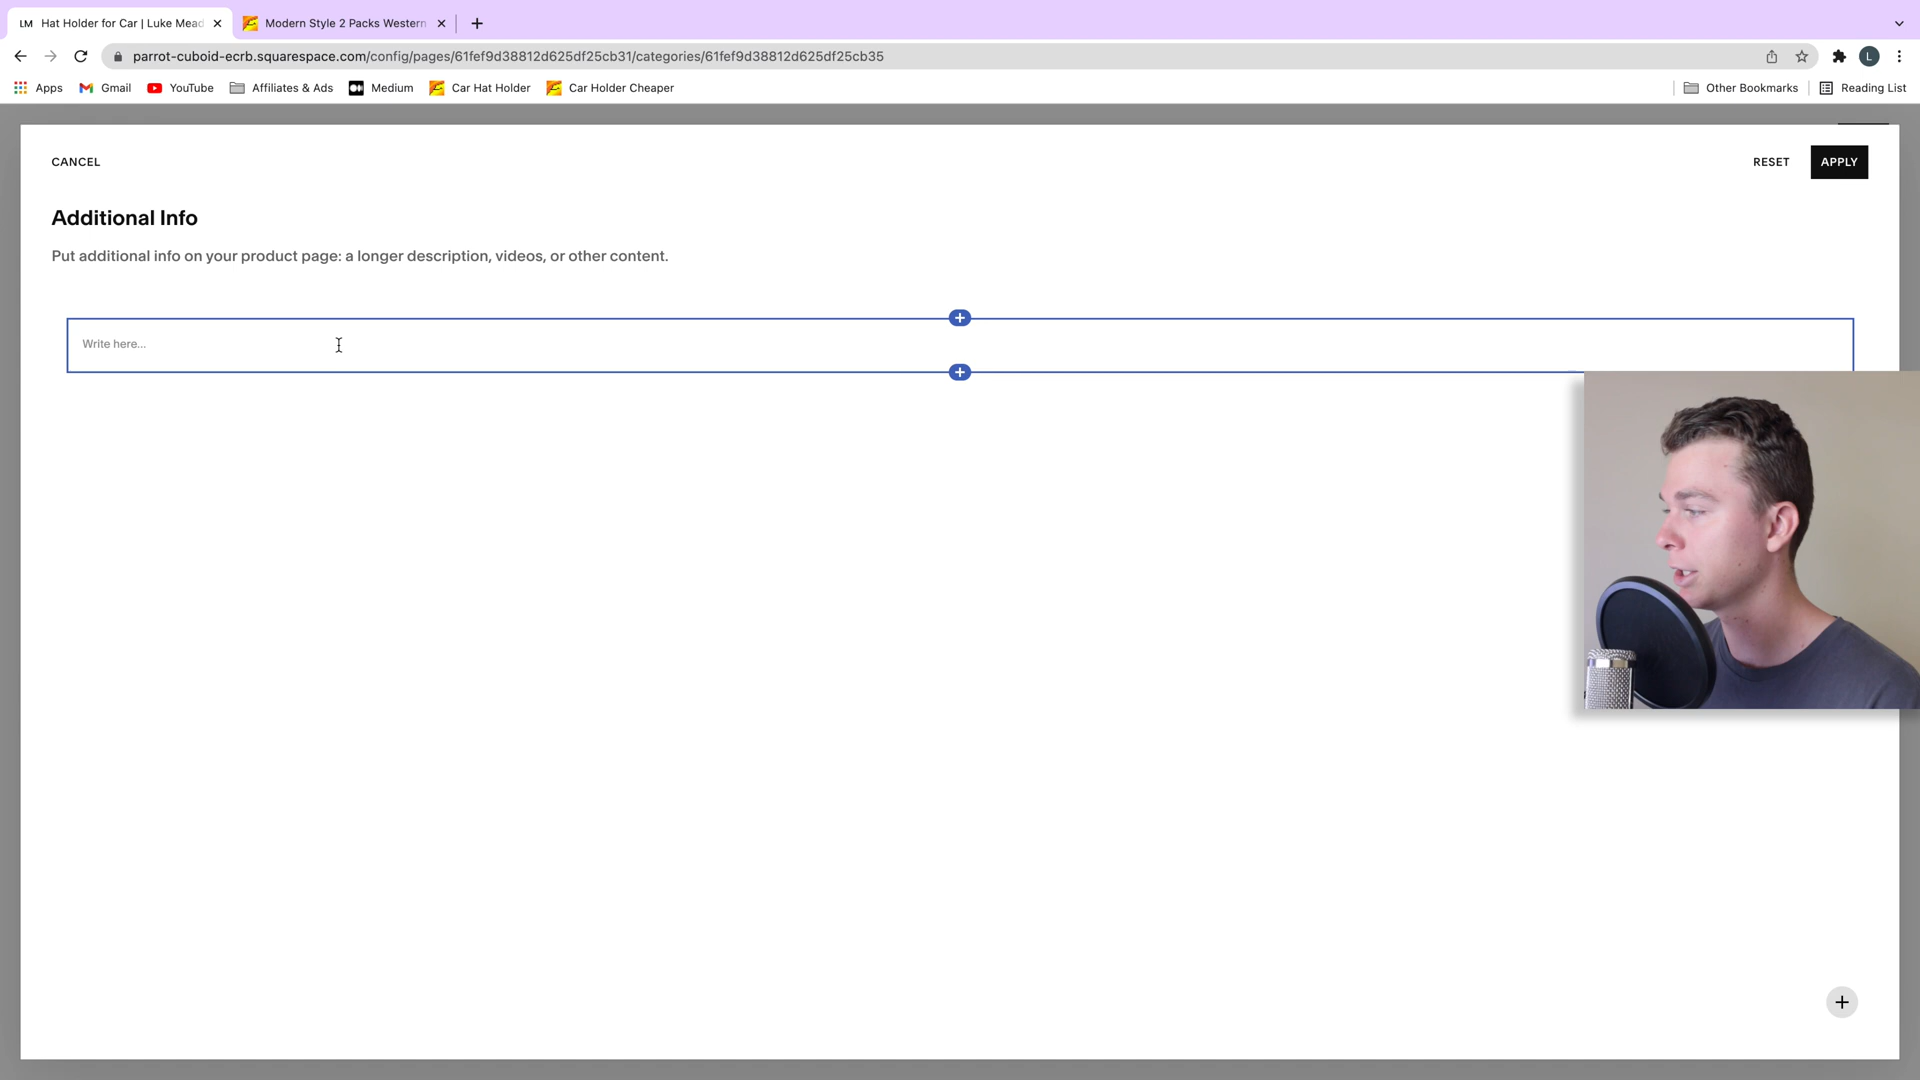 LM Hat Holder for Car | Luke Mead
Modern Style 2 Packs Western
parrot-cuboid-ecrb.squarespace.com/config/pages/61fef9d38812d625df25cb31/categories/61fef9d38812d625df25cb35
L
Apps Gmail YouTube Affiliates & Ads Medium Car Hat Holder Car Holder Cheaper Other Bookmarks Reading List
CANCEL RESET APPLY
Additional Info
Put additional info on your product page: a longer description, videos, or other content.
Write here...